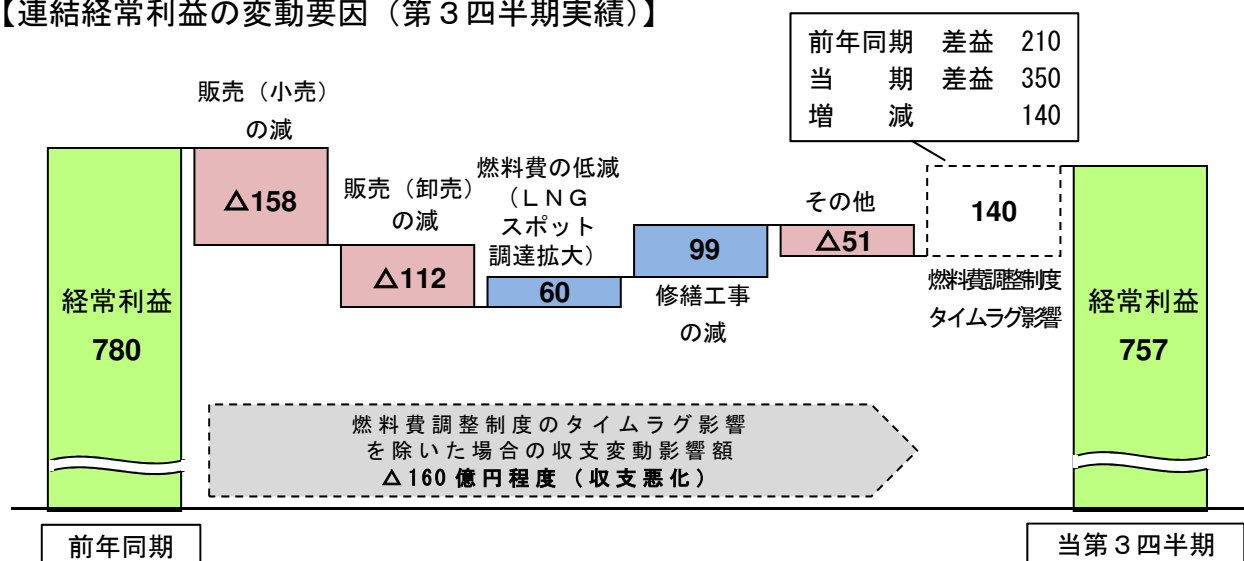 【連結経常利益の変動要因（第３四半期実績）】
前年同期 差益 210
当 期 差益 350
増 減 140
販売（小売）
の減
△158
販売（卸売）
の減
△112
燃料費の低減
（ＬＮＧ
スポット
調達拡大）
60
99
修繕工事
の減
その他
△51
140
燃料費調整制度
タイムラグ影響
経常利益
780
経常利益
757
燃料費調整制度のタイムラグ影響
を除いた場合の収支変動影響額
△160億円程度（収支悪化）
前年同期
当第３四半期